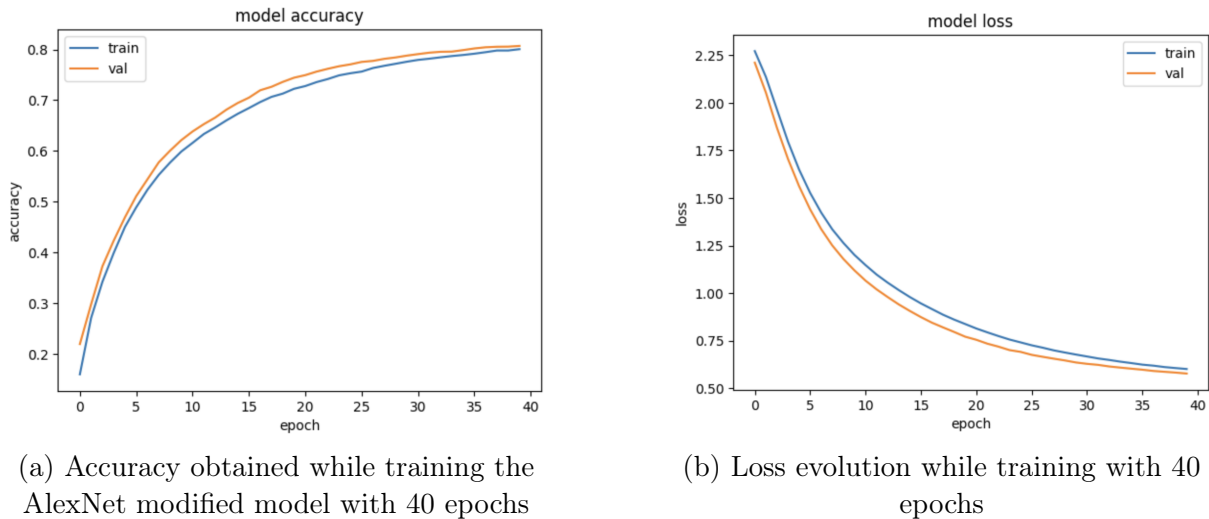 model accuracy
train
val
0.8
0.7
0.6
0.5
0.4
0.3
0.2
accuracy
0 5 10 15 20 25 30 35 40
epoch
(a) Accuracy obtained while training the
AlexNet modified model with 40 epochs
model loss
train
val
2.25
2.00
1.75
1.50
1.25
1.00
0.75
0.50
loss
0 5 10 15 20 25 30 35 40
epoch
(b) Loss evolution while training with 40
epochs